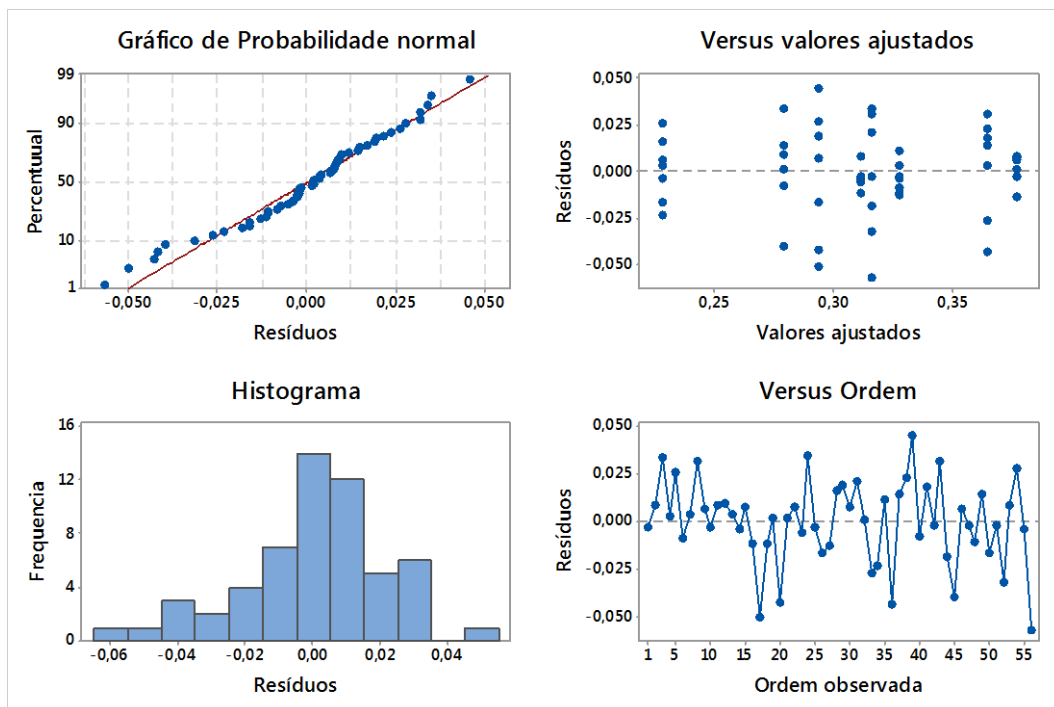 Gráfico de Probabilidade normal
99
90
50
10
1
Percentuual
-0,050 -0,025 0,000 0,025 0,050
Resíduos
Versus valores ajustados
0,050
0,025
0,000
-0,025
-0,050
Resíduos
0,25 0,30 0,35
Valores ajustados
Histograma
16
12
8
4
0
Frequencia
-0,06 -0,04 -0,02 0,00 0,02 0,04
Resíduos
Versus Ordem
0,050
0,025
0,000
-0,025
-0,050
Resíduos
1 5 10 15 20 25 30 35 40 45 50 55
Ordem observada